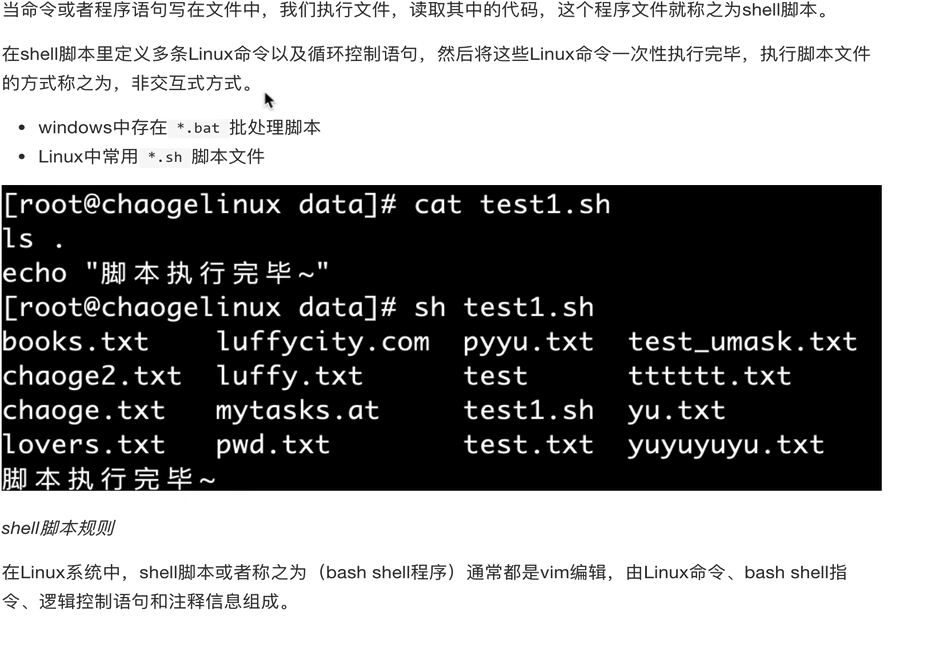 当命令或者程序语句写在文件中，我们执行文件，读取其中的代码，这个程序文件就称之为shell脚本。
在shell脚本里定义多条Linux命令以及循环控制语句，然后将这些Linux命令一次性执行完毕，执行脚本文件
的方式称之为，非交互式方式。
• windows中存在 *.bat 批处理脚本
• Linux中常用 *.sh 脚本文件
[root@chaogelinux data]# cat test1.sh
ls .
echo "脚本执行完毕~"
[root@chaogelinux data]# sh test1.sh
books.txt luffycity.com pyyu.txt test_umask.txt
chaoge2.txt luffy.txt test tttttt.txt
chaoge.txt mytasks.at test1.sh yu.txt
lovers.txt pwd.txt test.txt yuyuyuyu.txt
脚本执行完毕~
shell脚本规则
在Linux系统中，shell脚本或者称之为（bash shell程序）通常都是vim编辑，由Linux命令、bash shell指
令、逻辑控制语句和注释信息组成。